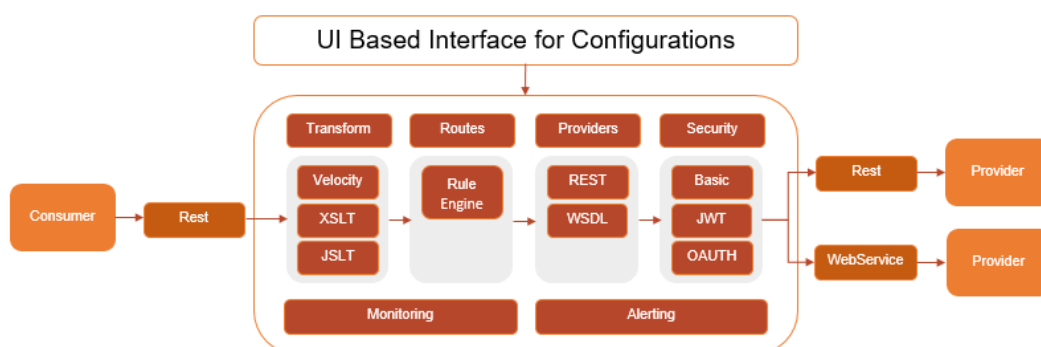 UI Based Interface for Configurations
Transform
Routes
Providers
Security
Velocity
XSLT
JSLT
Rule
Engine
REST
WSDL
Basic
JWT
OAUTH
Monitoring
Alerting
Consumer
Rest
Rest
Provider
WebService
Provider